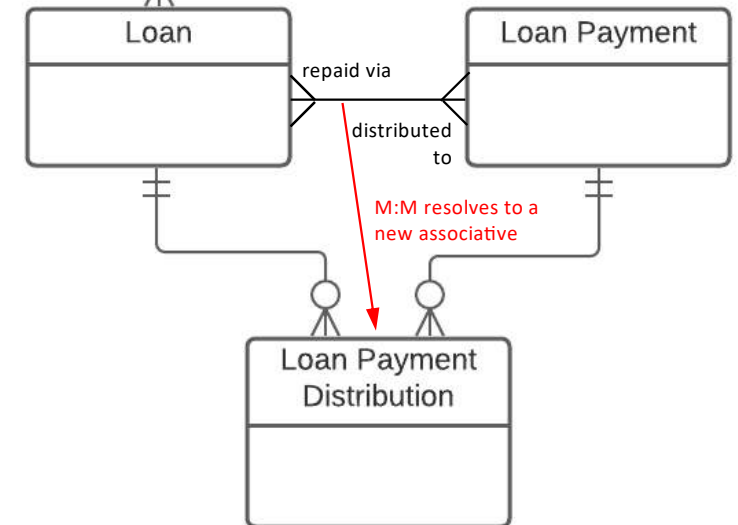 Loan
Loan Payment
repaid via
distributed
to
M:M resolves to a
new associative
Loan Payment
Distribution